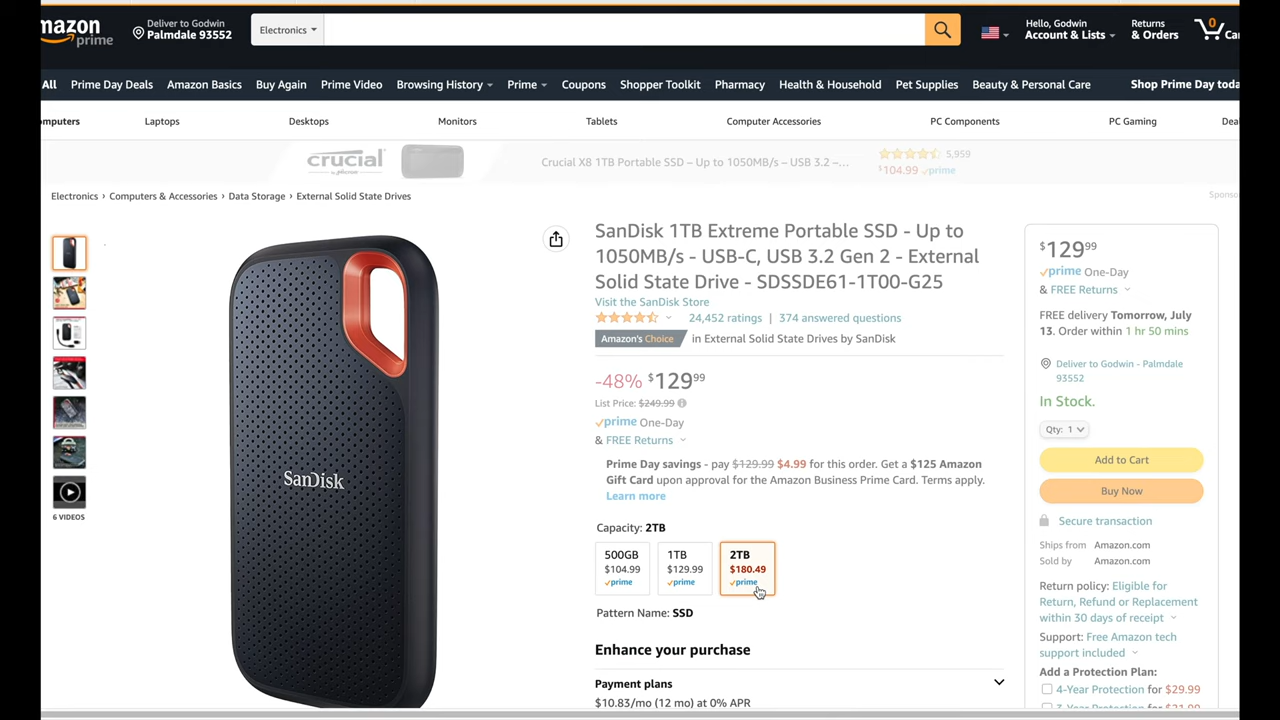 mazon
prime
Deliver to Godwin
Palmdale 93552
Electronics
Hello, Godwin
Account & Lists
Returns
& Orders
0
Ca
All Prime Day Deals Amazon Basics Buy Again Prime Video Browsing History Prime Coupons Shopper Toolkit Pharmacy Health & Household Pet Supplies Beauty & Personal Care Shop Prime Day toda
omputers Laptops Desktops Monitors Tablets Computer Accessories PC Components PC Gaming Dea
crucial
by Micron
Crucial X8 1TB Portable SSD – Up to 1050MB/s – USB 3.2 –...
5,959
$104.99 prime
Electronics › Computers & Accessories › Data Storage › External Solid State Drives
Sponso
6 VIDEOS
SanDisk
SanDisk 1TB Extreme Portable SSD - Up to
1050MB/s - USB-C, USB 3.2 Gen 2 - External
Solid State Drive - SDSSDE61-1T00-G25
Visit the SanDisk Store
24,452 ratings | 374 answered questions
Amazon's Choice in External Solid State Drives by SanDisk
-48% $129 99
List Price: $249.99
prime One-Day
& FREE Returns
Prime Day savings - pay $129.99 $4.99 for this order. Get a $125 Amazon
Gift Card upon approval for the Amazon Business Prime Card. Terms apply.
Learn more
Capacity: 2TB
500GB
$104.99
prime
1TB
$129.99
prime
2TB
$180.49
prime
Pattern Name: SSD
Enhance your purchase
Payment plans
$10.83/mo (12 mo) at 0% APR
$129 99
prime One-Day
& FREE Returns
FREE delivery Tomorrow, July
13. Order within 1 hr 50 mins
Deliver to Godwin - Palmdale
93552
In Stock.
Qty: 1
Add to Cart
Buy Now
Secure transaction
Ships from Amazon.com
Sold by Amazon.com
Return policy: Eligible for
Return, Refund or Replacement
within 30 days of receipt
Support: Free Amazon tech
support included
Add a Protection Plan:
4-Year Protection for $29.99